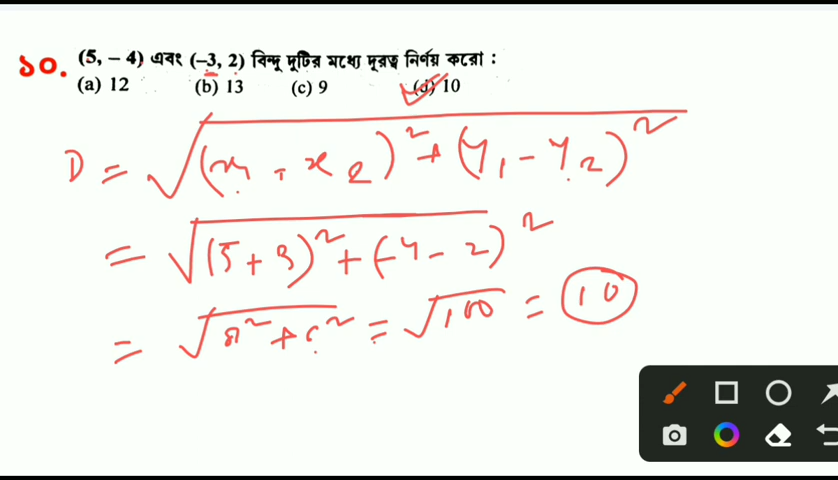 ১০. (5, – 4) এবং (–3, 2) বিন্দু দুটির মধ্যে দূরত্ব নির্ণয় করো :
(a) 12 (b) 13 (c) 9 (d) 10
D = √(x₁ - x₂)² + (y₁ - y₂)²
= √(5+3)² + (-4-2)²
= √8² + 6² = √100 = 10